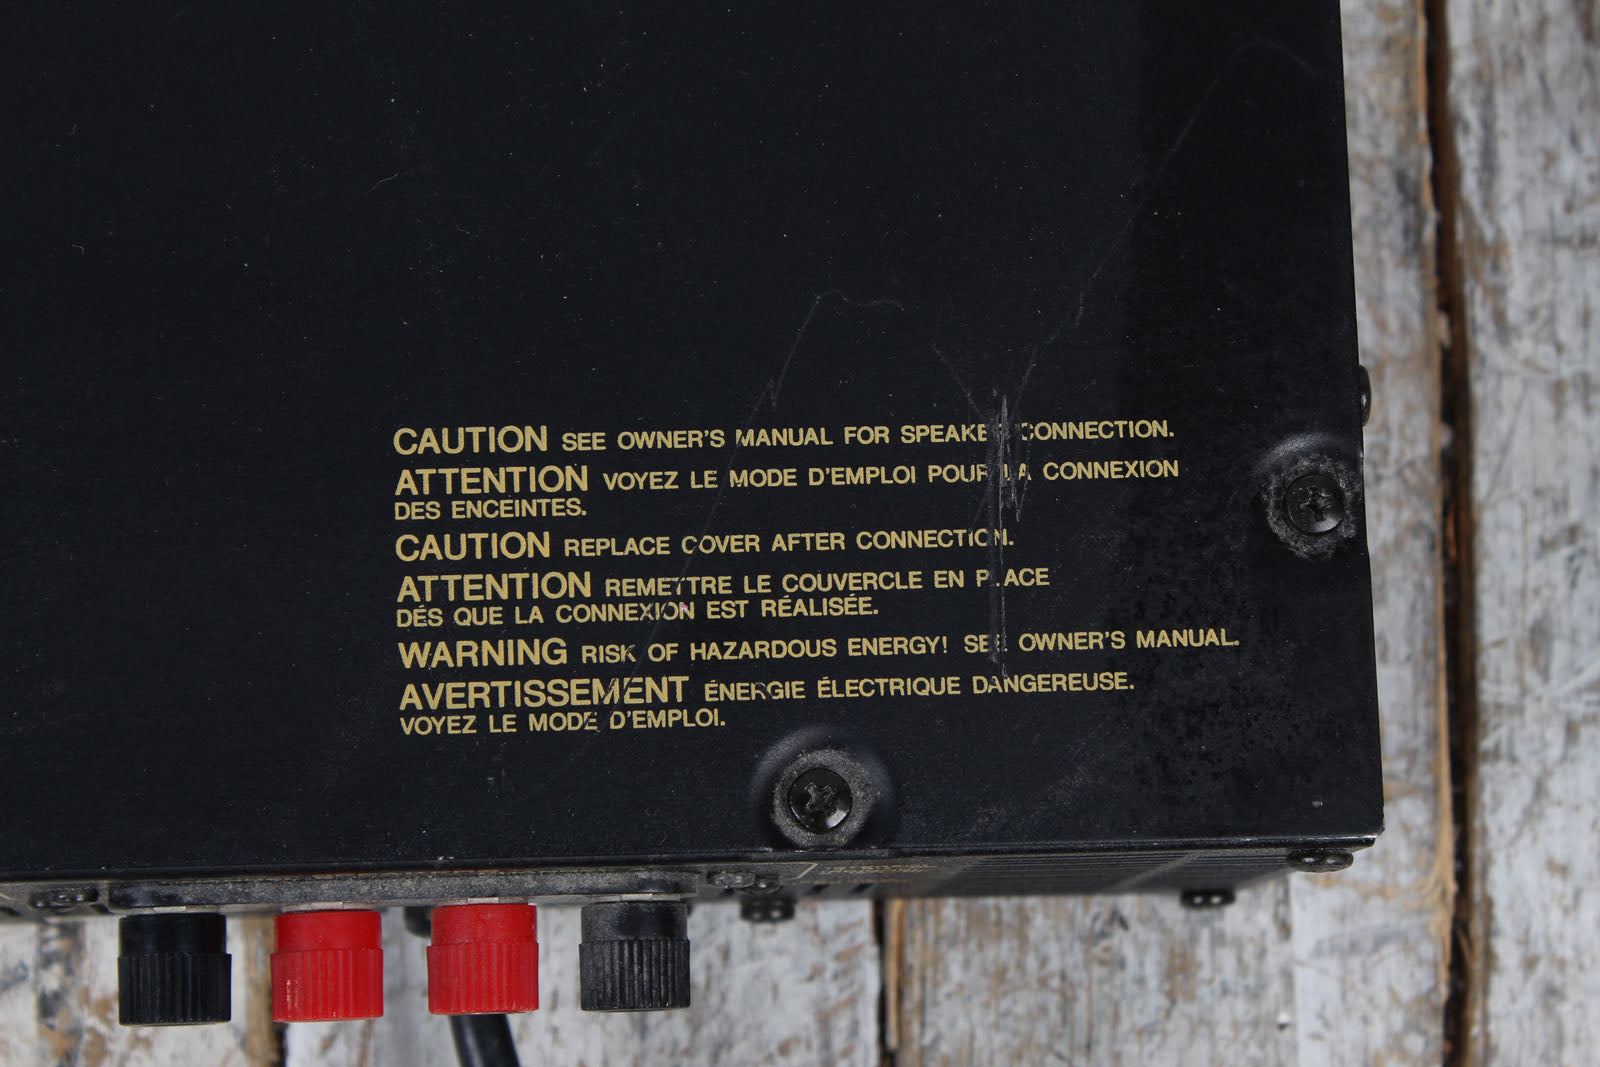 CAUTION SEE OWNER'S MANUAL FOR SPEAKER CONNECTION.
ATTENTION VOYEZ LE MODE D'EMPLOI POUR LA CONNEXION
DES ENCEINTES.
CAUTION REPLACE COVER AFTER CONNECTION.
ATTENTION REMETTRE LE COUVERCLE EN PLACE
DÉS QUE LA CONNEXION EST RÉALISÉE.
WARNING RISK OF HAZARDOUS ENERGY! SEE OWNER'S MANUAL.
AVERTISSEMENT ÉNERGIE ÉLECTRIQUE DANGEREUSE.
VOYEZ LE MODE D'EMPLOI.